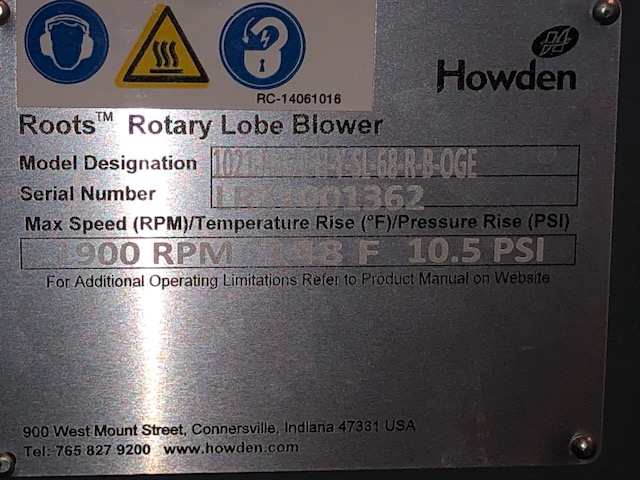 RC-14061016
Howden
Roots™ Rotary Lobe Blower
Model Designation
Serial Number
Max Speed (RPM)/Temperature Rise (°F)/Pressure Rise (PSI)
RPM F 10.5 PSI
For Additional Operating Limitations Refer to Product Manual on Website
900 West Mount Street, Connersville, Indiana 47331 USA
Tel: 765 827 9200 www.howden.com